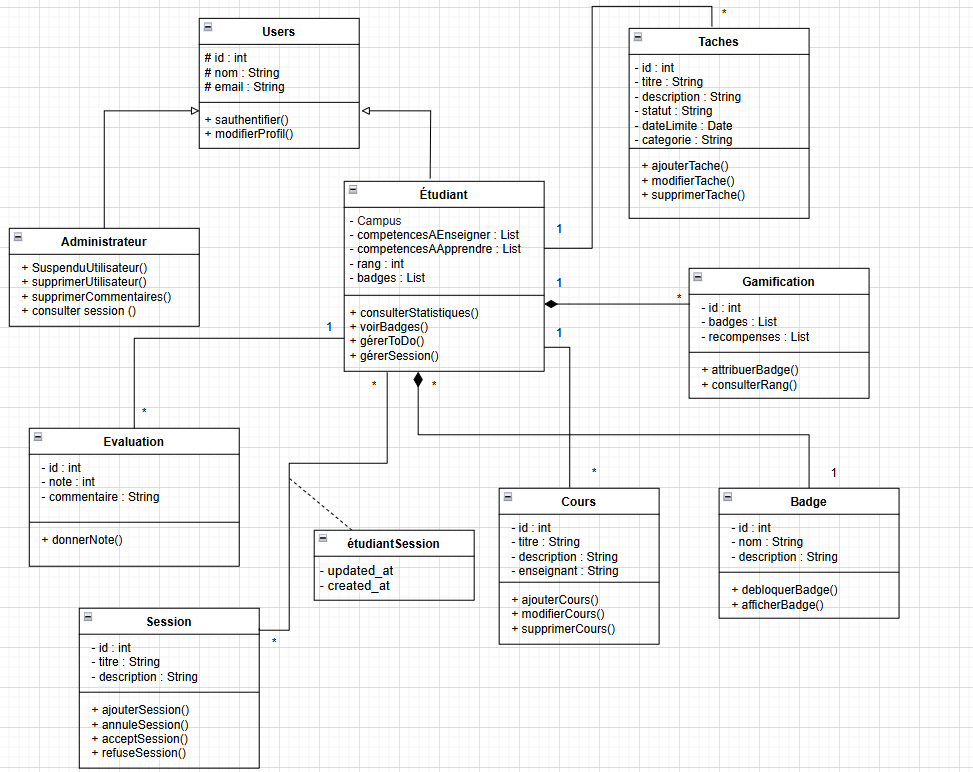 Users
# id : int
# nom : String
# email : String
+ sauthentifier()
+ modifierProfil()
*
Taches
- id : int
- titre : String
- description : String
- statut : String
- dateLimite : Date
- categorie : String
+ ajouterTache()
+ modifierTache()
+ supprimerTache()
Étudiant
- Campus
- competencesAEnseigner : List
- competencesAApprendre : List
- rang : int
- badges : List
+ consulterStatistiques()
+ voirBadges()
+ gérerToDo()
+ gérerSession()
1
1
*
1
1
*
*
Administrateur
+ SuspenduUtilisateur()
+ supprimerUtilisateur()
+ supprimerCommentaires()
+ consulter session ()
Gamification
- id : int
- badges : List
- recompenses : List
+ attribuerBadge()
+ consulterRang()
*
Evaluation
- id : int
- note : int
- commentaire : String
+ donnerNote()
*
Cours
- id : int
- titre : String
- description : String
- enseignant : String
+ ajouterCours()
+ modifierCours()
+ supprimerCours()
1
Badge
- id : int
- nom : String
- description : String
+ debloquerBadge()
+ afficherBadge()
étudiantSession
- updated_at
- created_at
*
Session
- id : int
- titre : String
- description : String
+ ajouterSession()
+ annuleSession()
+ acceptSession()
+ refuseSession()